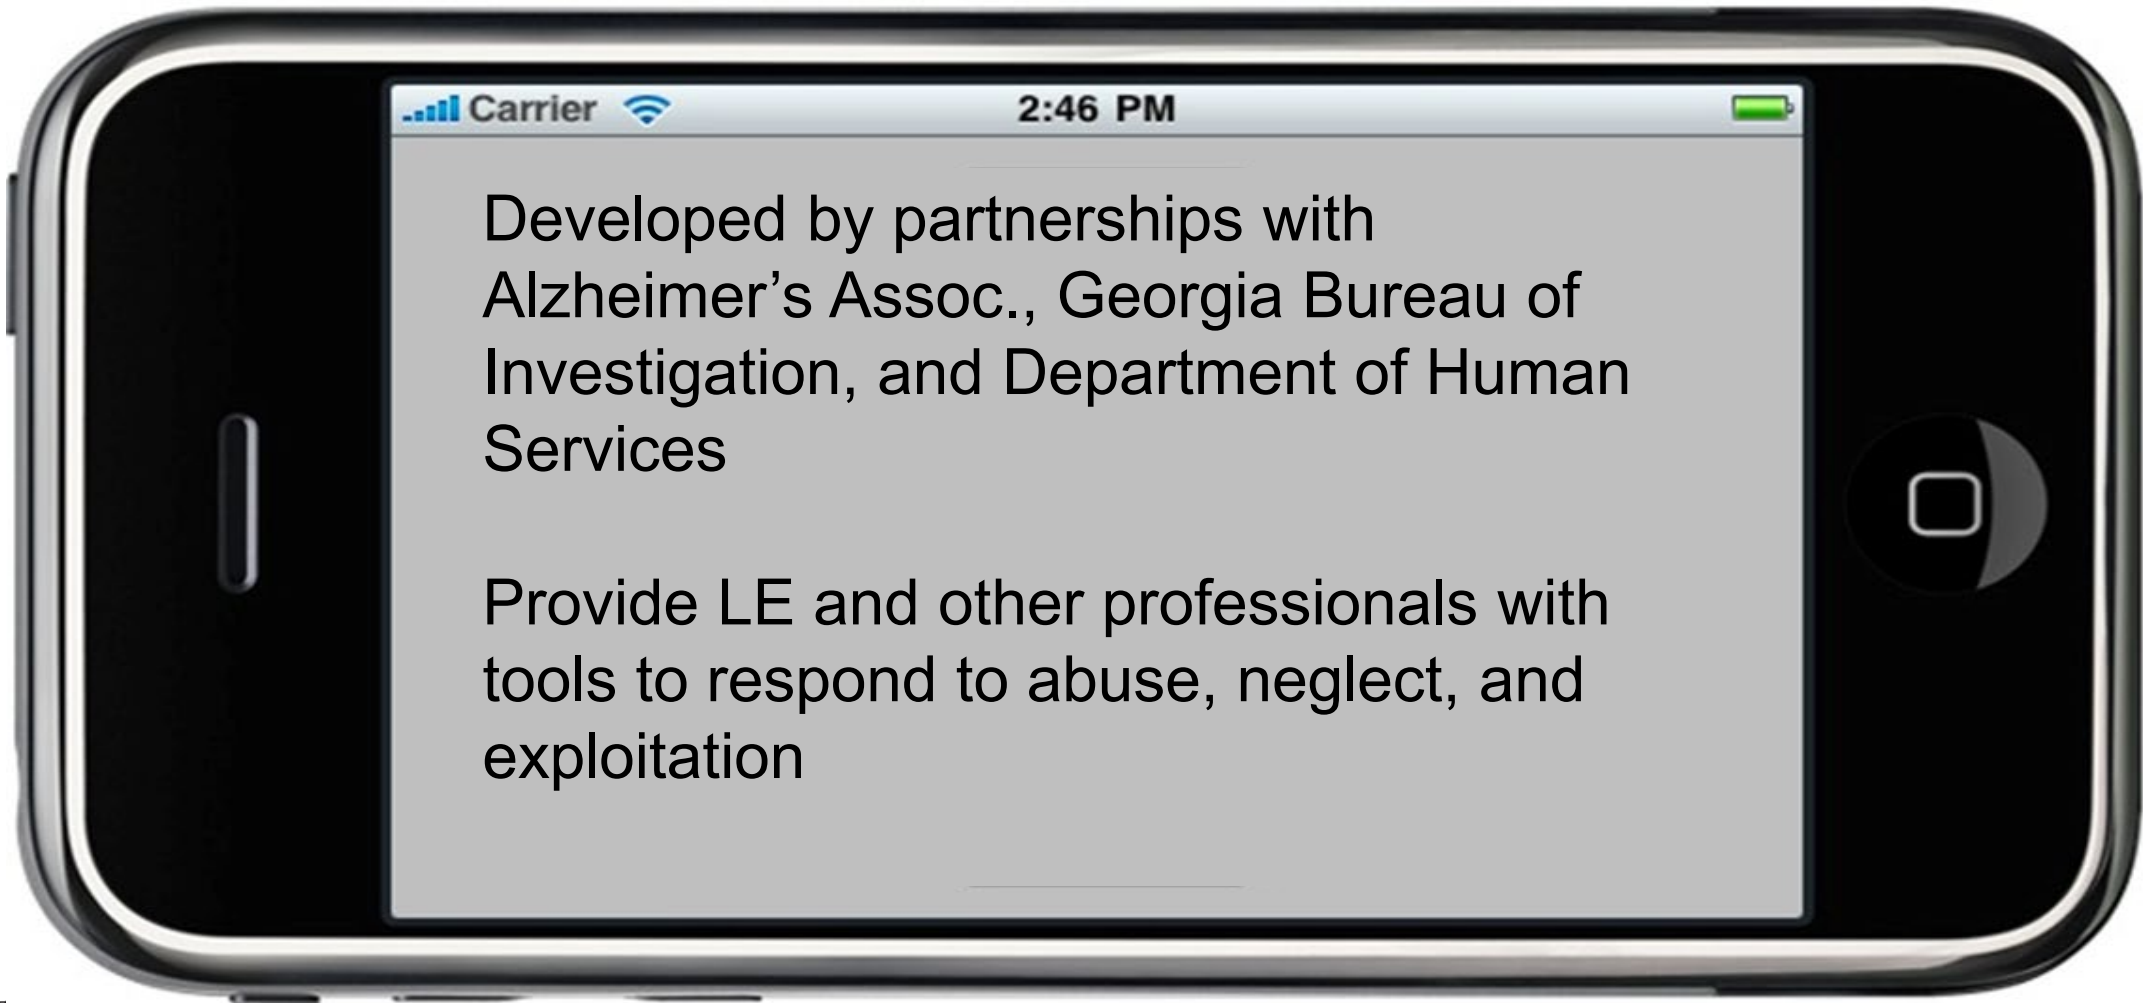 Carrier
2:46 PM
Developed by partnerships with
Alzheimer’s Assoc., Georgia Bureau of
Investigation, and Department of Human
Services
Provide LE and other professionals with
tools to respond to abuse, neglect, and
exploitation